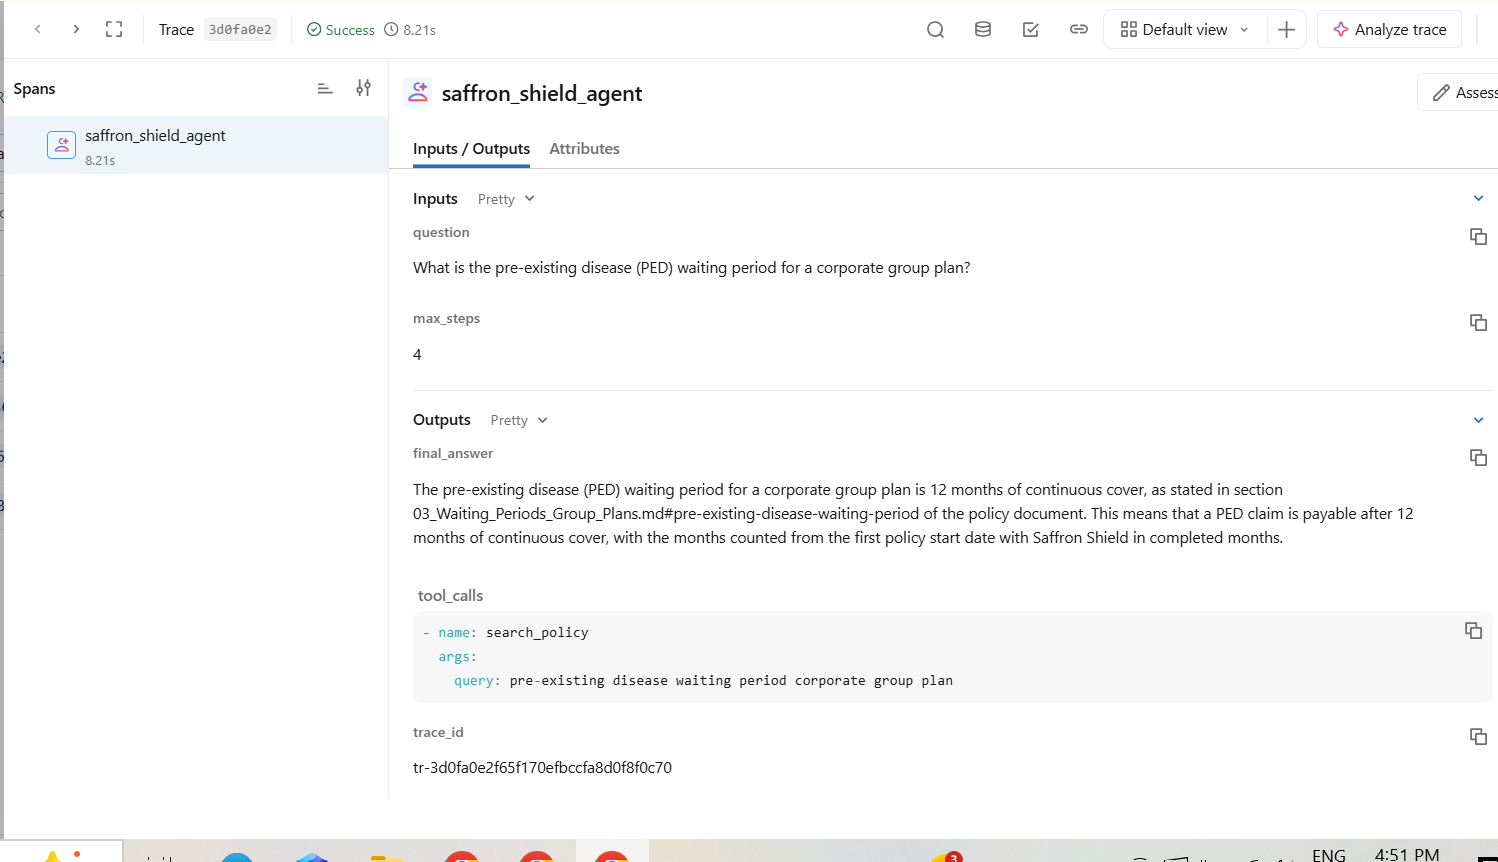 Trace 3d0fa0e2 Success 8.21s Default view Analyze trace
Spans
saffron_shield_agent
8.21s
saffron_shield_agent
Assess
Inputs / Outputs Attributes
Inputs Pretty
question
What is the pre-existing disease (PED) waiting period for a corporate group plan?
max_steps
4
Outputs Pretty
final_answer
The pre-existing disease (PED) waiting period for a corporate group plan is 12 months of continuous cover, as stated in section
03_Waiting_Periods_Group_Plans.md#pre-existing-disease-waiting-period of the policy document. This means that a PED claim is payable after 12
months of continuous cover, with the months counted from the first policy start date with Saffron Shield in completed months.
tool_calls
- name: search_policy
args:
query: pre-existing disease waiting period corporate group plan
trace_id
tr-3d0fa0e2f65f170efbccfa8d0f8f0c70
3
ENG
4:51 PM